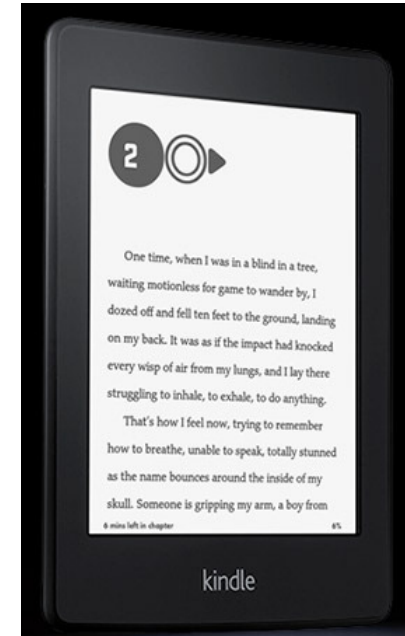 2
One time, when I was in a blind in a tree,
waiting motionless for game to wander by, I
dozed off and fell ten feet to the ground, landing
on my back. It was as if the impact had knocked
every wisp of air from my lungs, and I lay there
struggling to inhale, to exhale, to do anything.
That's how I feel now, trying to remember
how to breathe, unable to speak, totally stunned
as the name bounces around the inside of my
skull. Someone is gripping my arm, a boy from
6 mins left in chapter 6%
kindle